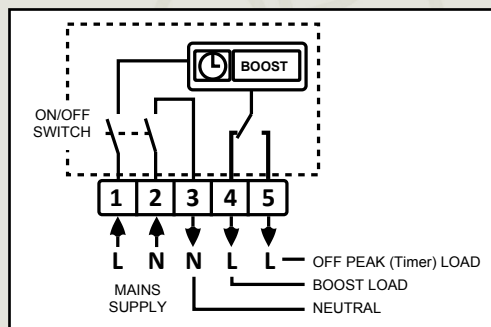 BOOST
ON/OFF
SWITCH
1 2 3 4 5
L N N L L
OFF PEAK (Timer) LOAD
MAINS
SUPPLY
BOOST LOAD
NEUTRAL